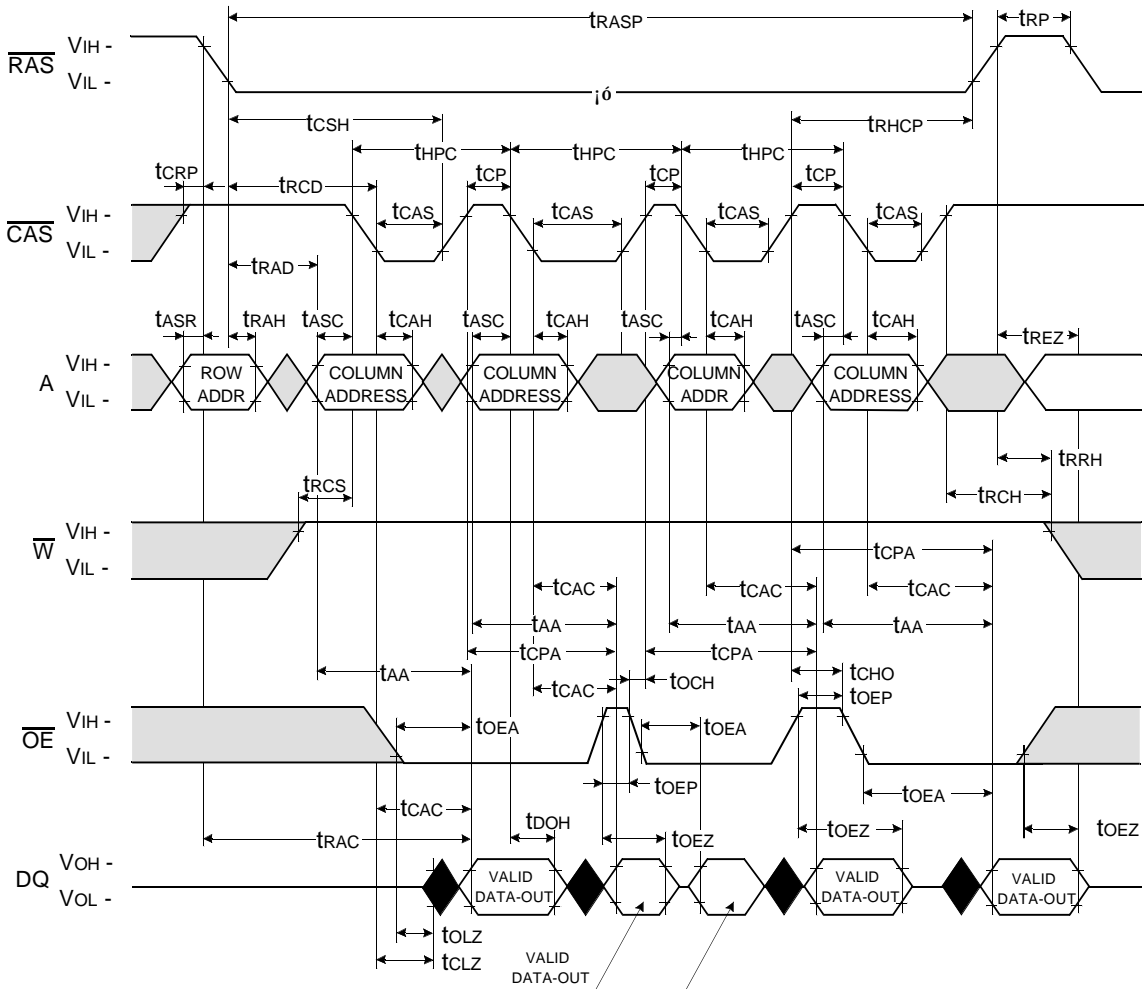 tRASP
tRP
VIH -
RAS
VIL -
¡ó
tCSH
tRHCP
tHPC
tHPC
tHPC
tCRP
tRCD
tCP
tCP
tCP
VIH -
CAS
VIL -
tCAS
tCAS
tCAS
tCAS
tRAD
tASR
tRAH
tASC
tCAH
tASC
tCAH
tASC
tCAH
tASC
tCAH
tREZ
VIH -
A
VIL -
ROW
ADDR
COLUMN
ADDRESS
COLUMN
ADDRESS
COLUMN
ADDR
COLUMN
ADDRESS
tRRH
tRCS
tRCH
VIH -
W
VIL -
tCPA
tCAC
tCAC
tCAC
tAA
tAA
tAA
tCPA
tCPA
tAA
tCHO
tCAC
tOCH
tOEP
VIH -
OE
VIL -
tOEA
tOEA
tOEP
tOEA
tCAC
tDOH
tOEZ
tOEZ
tOEZ
tRAC
VOH -
DQ
VOL -
VALID
DATA-OUT
VALID
DATA-OUT
VALID
DATA-OUT
tOLZ
tCLZ
VALID
DATA-OUT